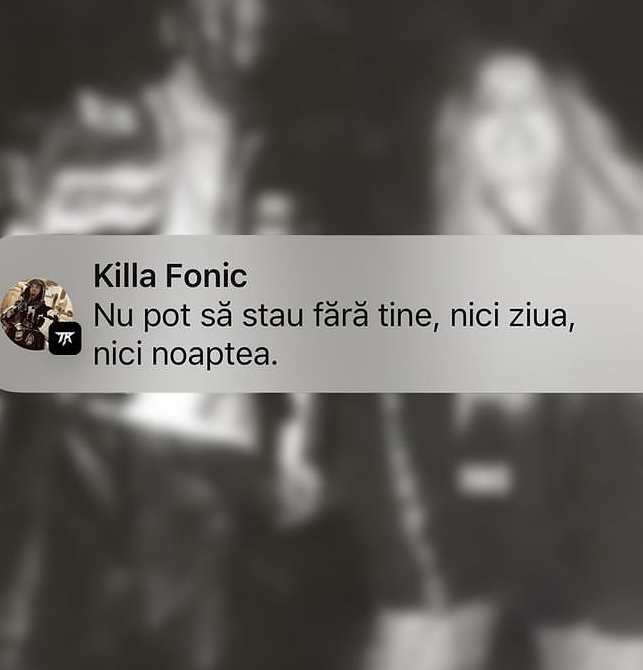 Killa Fonic
Nu pot să stau fără tine, nici ziua,
nici noaptea.